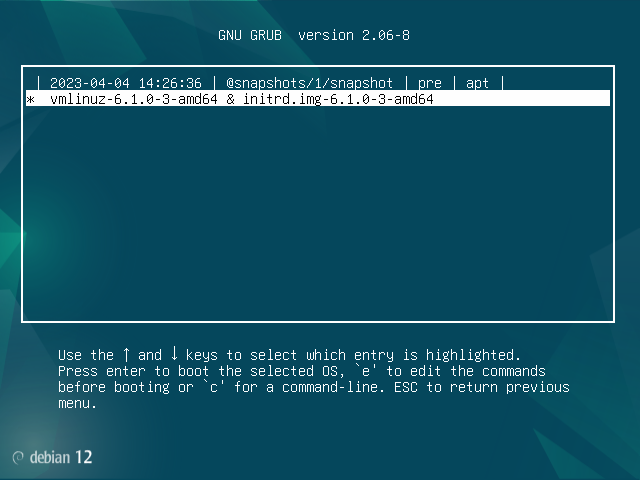 GNU GRUB  version 2.06-8
| 2023-04-04 14:26:36 | @snapshots/1/snapshot | pre | apt |
*  vmlinuz-6.1.0-3-amd64 & initrd.img-6.1.0-3-amd64
Use the ↑ and ↓ keys to select which entry is highlighted.
Press enter to boot the selected OS, `e' to edit the commands
before booting or `c' for a command-line. ESC to return previous
menu.
debian 12